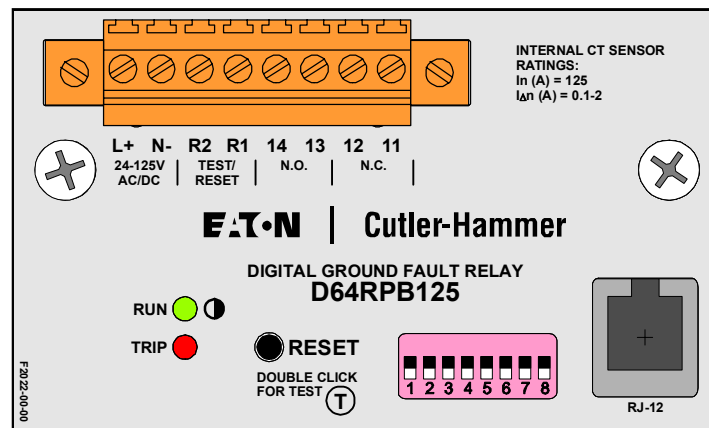 INTERNAL CT SENSOR
RATINGS:
In (A) = 125
IΔn (A) = 0.1-2
L+ N- R2 R1 14 13 12 11
24-125V AC/DC
TEST/ RESET
N.O.
N.C.
EATON | Cutler-Hammer
DIGITAL GROUND FAULT RELAY
D64RPB125
RUN
TRIP
RESET
DOUBLE CLICK
FOR TEST T
1 2 3 4 5 6 7 8
RJ-12
F2022-00-00